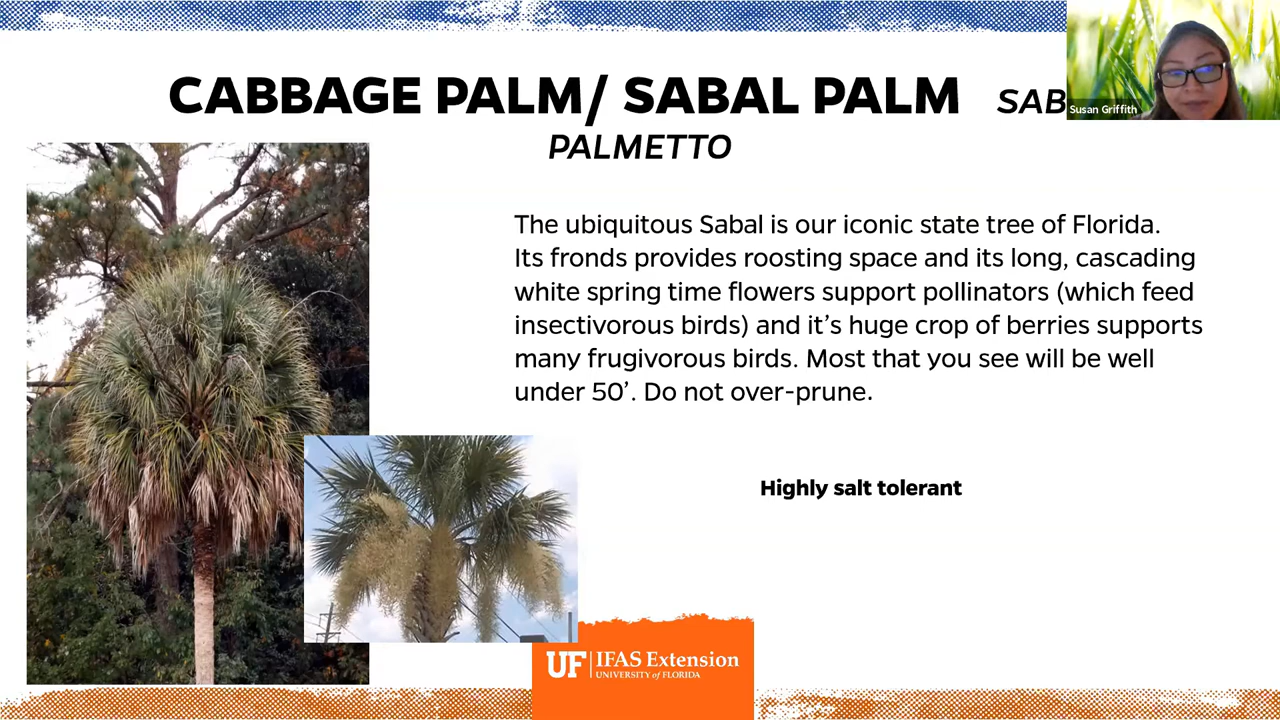 CABBAGE PALM/ SABAL PALM SAB
Susan Griffith
PALMETTO
The ubiquitous Sabal is our iconic state tree of Florida.
Its fronds provides roosting space and its long, cascading
white spring time flowers support pollinators (which feed
insectivorous birds) and it’s huge crop of berries supports
many frugivorous birds. Most that you see will be well
under 50’. Do not over-prune.
Highly salt tolerant
UF IFAS Extension
UNIVERSITY of FLORIDA